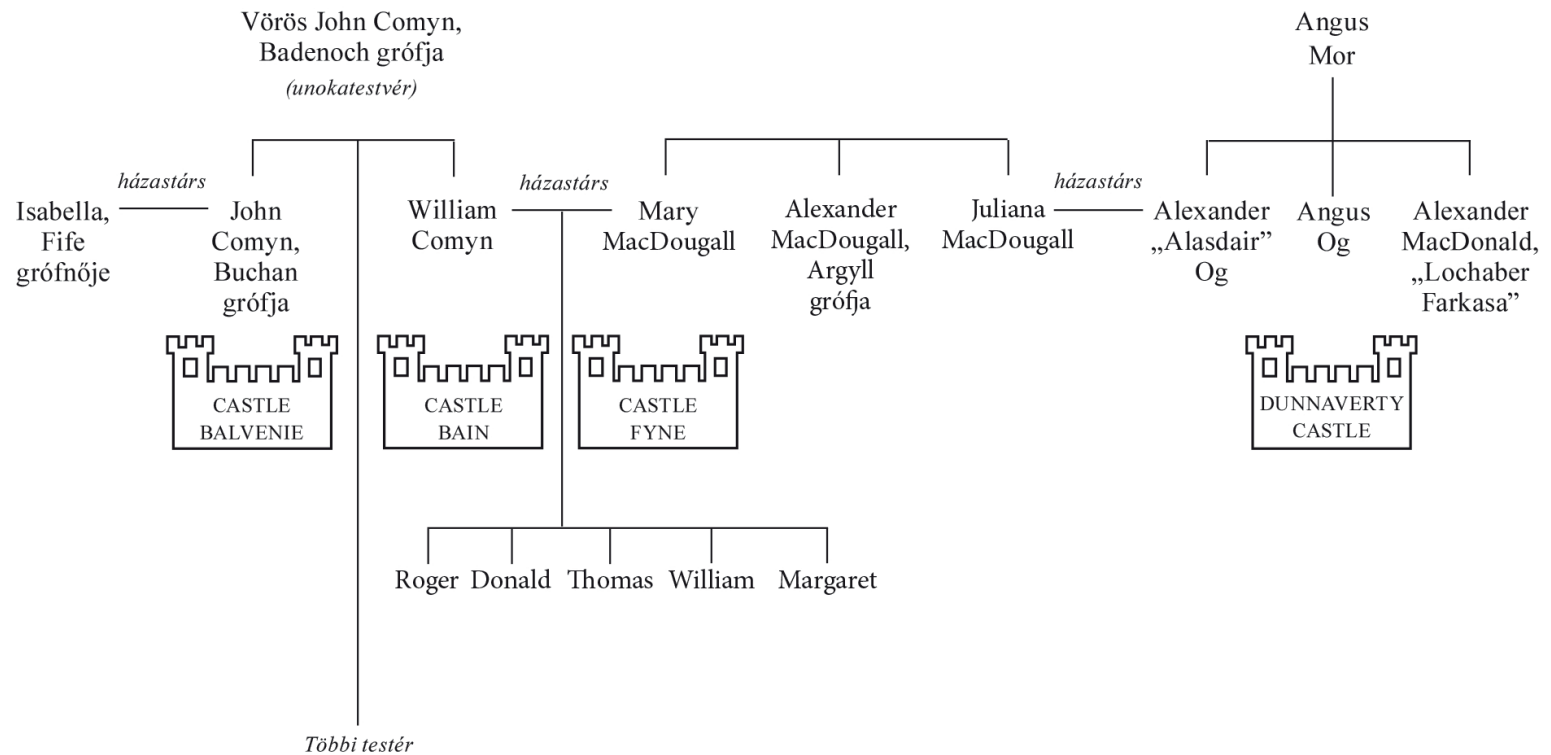 Vörös John Comyn,
Badenoch grófja
(unokatestvér)
Angus
Mor
házastárs
házastárs
házastárs
Isabella,
Fife
grófnője
John
Comyn,
Buchan
grófja
William
Comyn
Mary
MacDougall
Alexander
MacDougall,
Argyll
grófja
Juliana
MacDougall
Alexander
„Alasdair”
Og
Angus
Og
Alexander
MacDonald,
„Lochaber
Farkasa”
CASTLE
BALVENIE
CASTLE
BAIN
CASTLE
FYNE
DUNNAVERTY
CASTLE
Roger Donald Thomas William Margaret
Többi testér